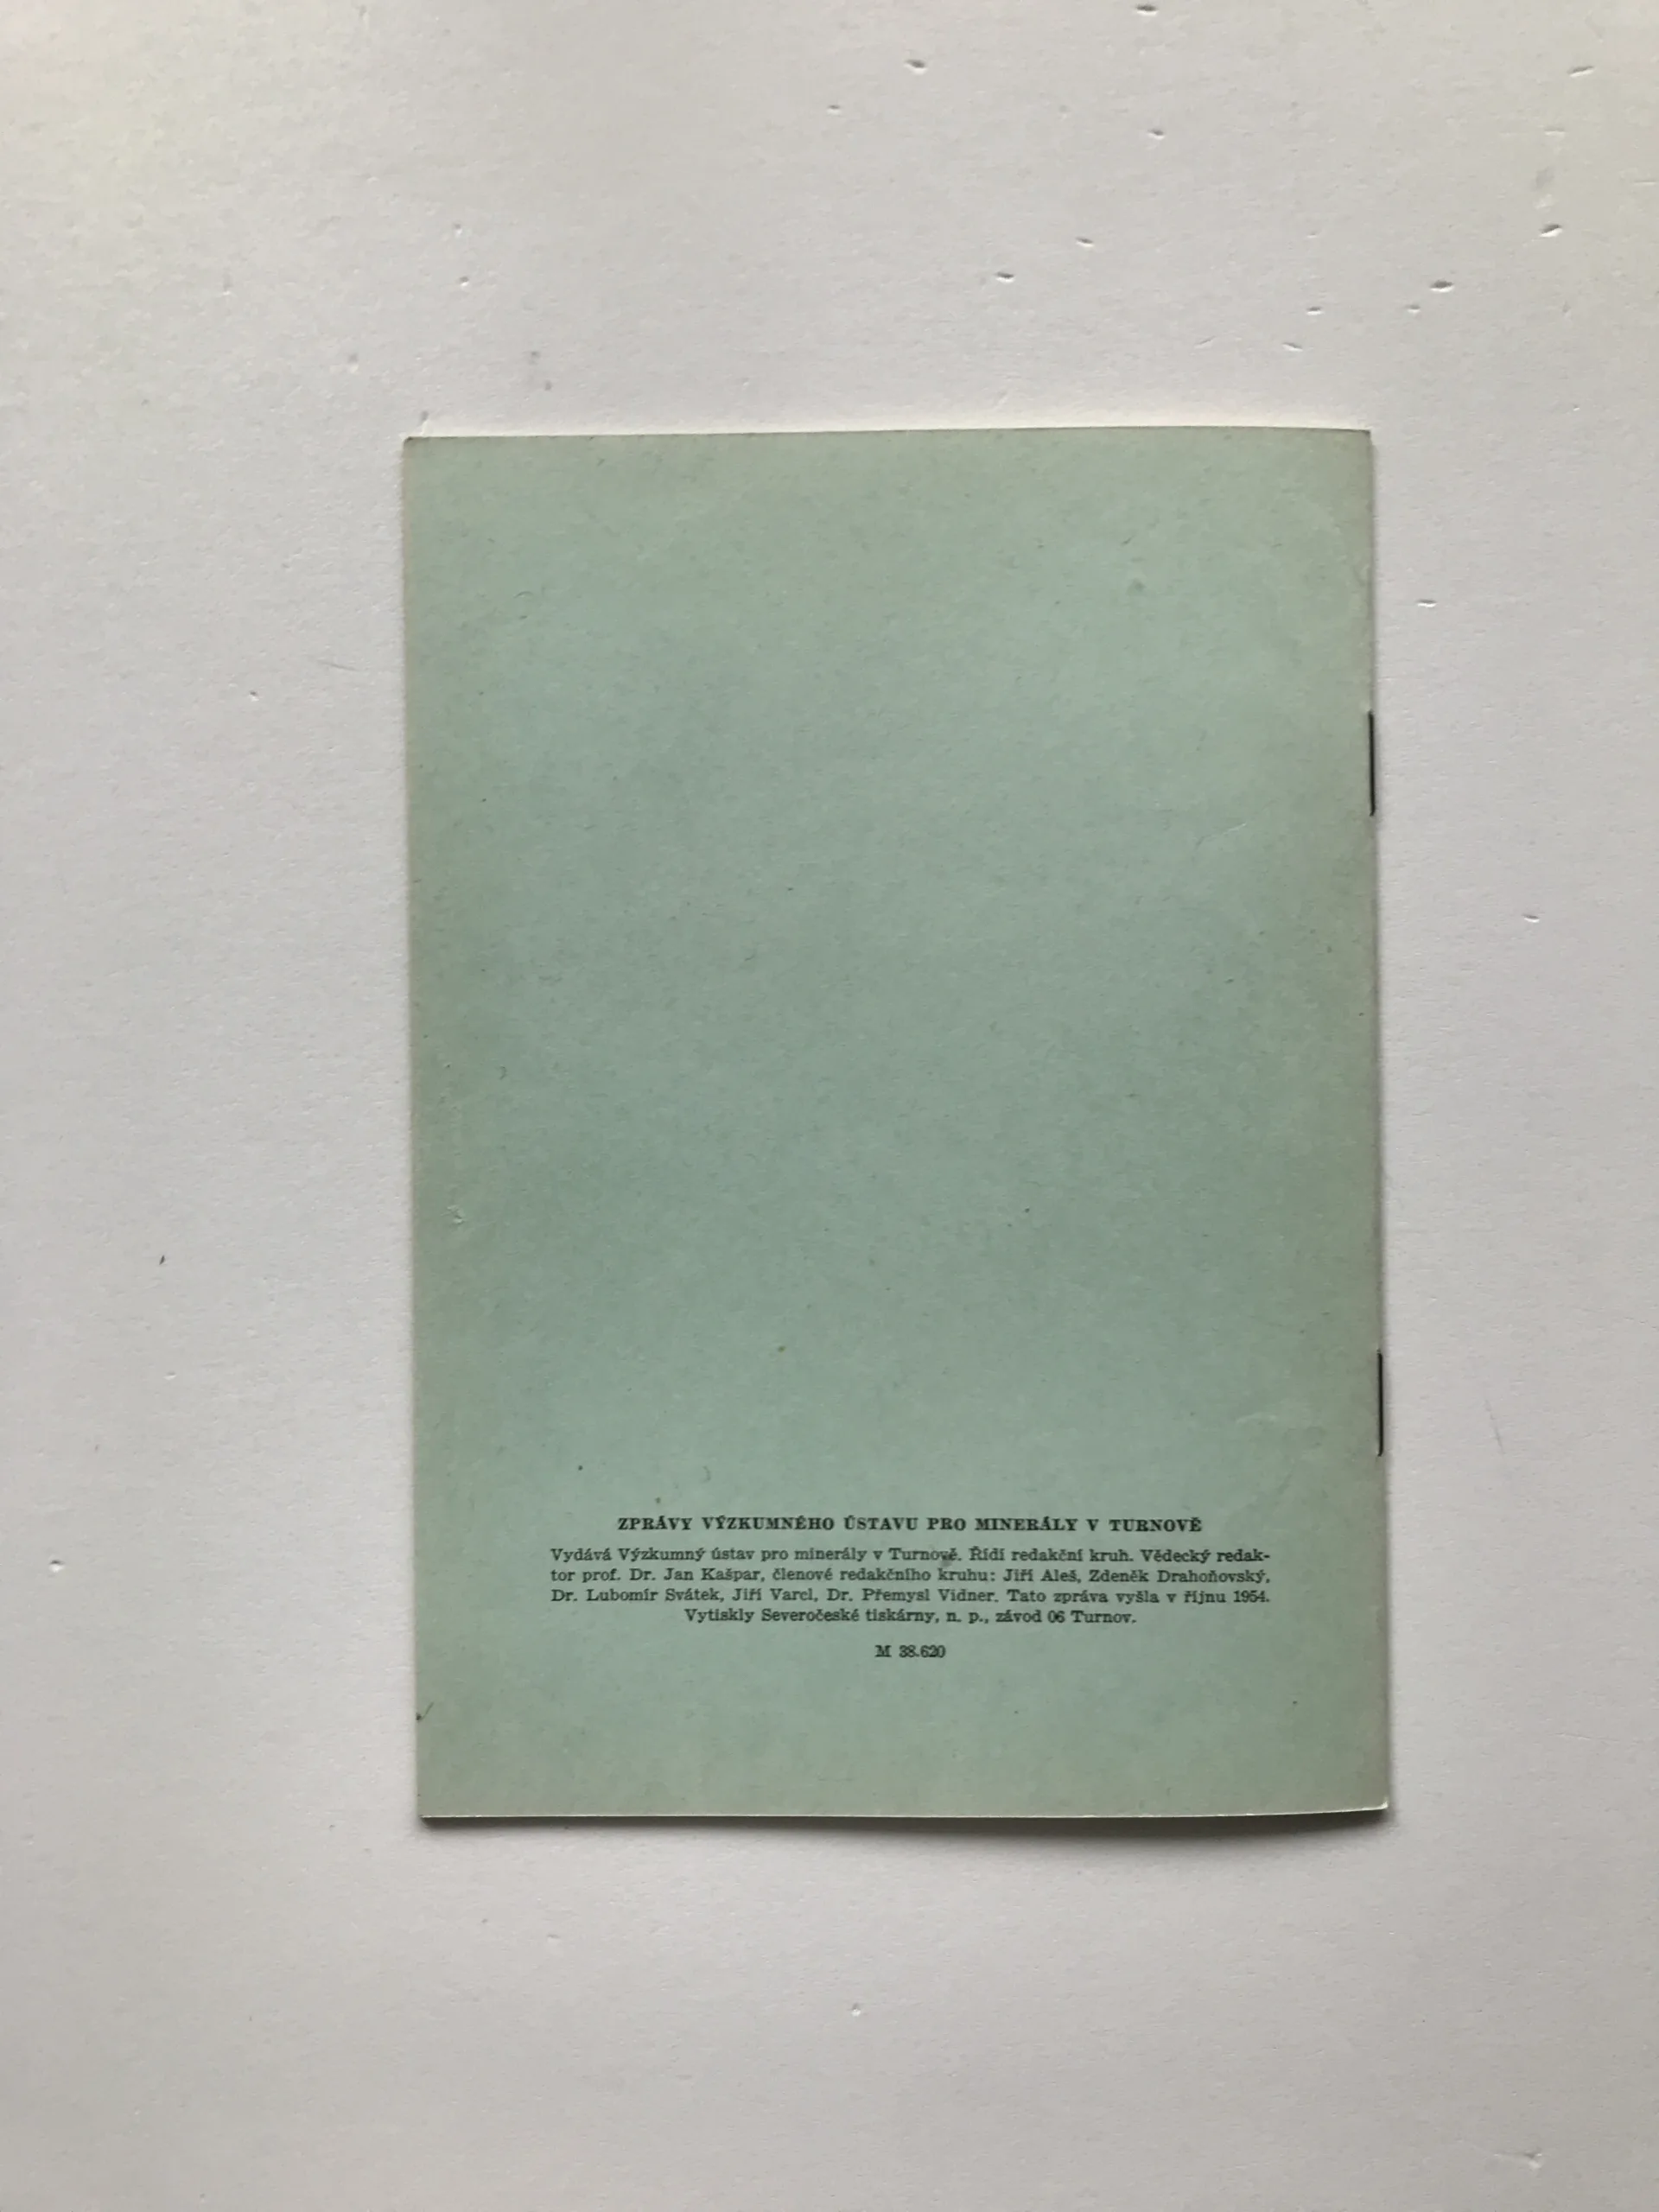 ZPRÁVY VÝZKUMNÉHO ÚSTAVU PRO MINERÁLY V TURNOVĚ
Vydává Výzkumný ústav pro minerály v Turnově. Řídí redakční kruh. Vědecký redak-
tor prof. Dr. Jan Kašpar, členové redakčního kruhu: Jiří Aleš, Zdeněk Drahoňovský,
Dr. Lubomír Svátek, Jiří Varcl, Dr. Přemysl Vidner. Tato zpráva vyšla v říjnu 1954.
Vytiskly Severočeské tiskárny, n. p., závod 06 Turnov.
M 38.620